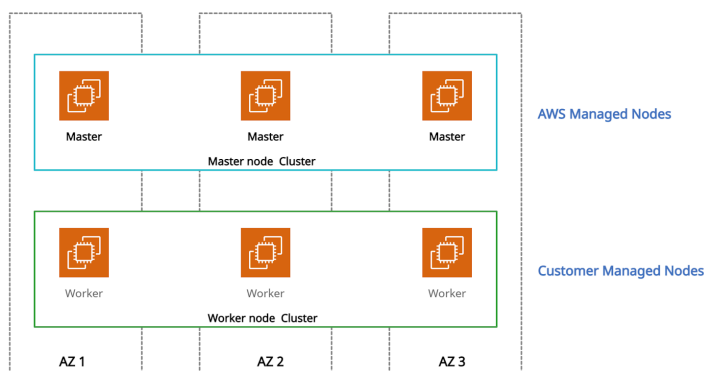 Master Master Master
AWS Managed Nodes
Master node Cluster
Worker Worker Worker
Customer Managed Nodes
Worker node Cluster
AZ 1 AZ 2 AZ 3